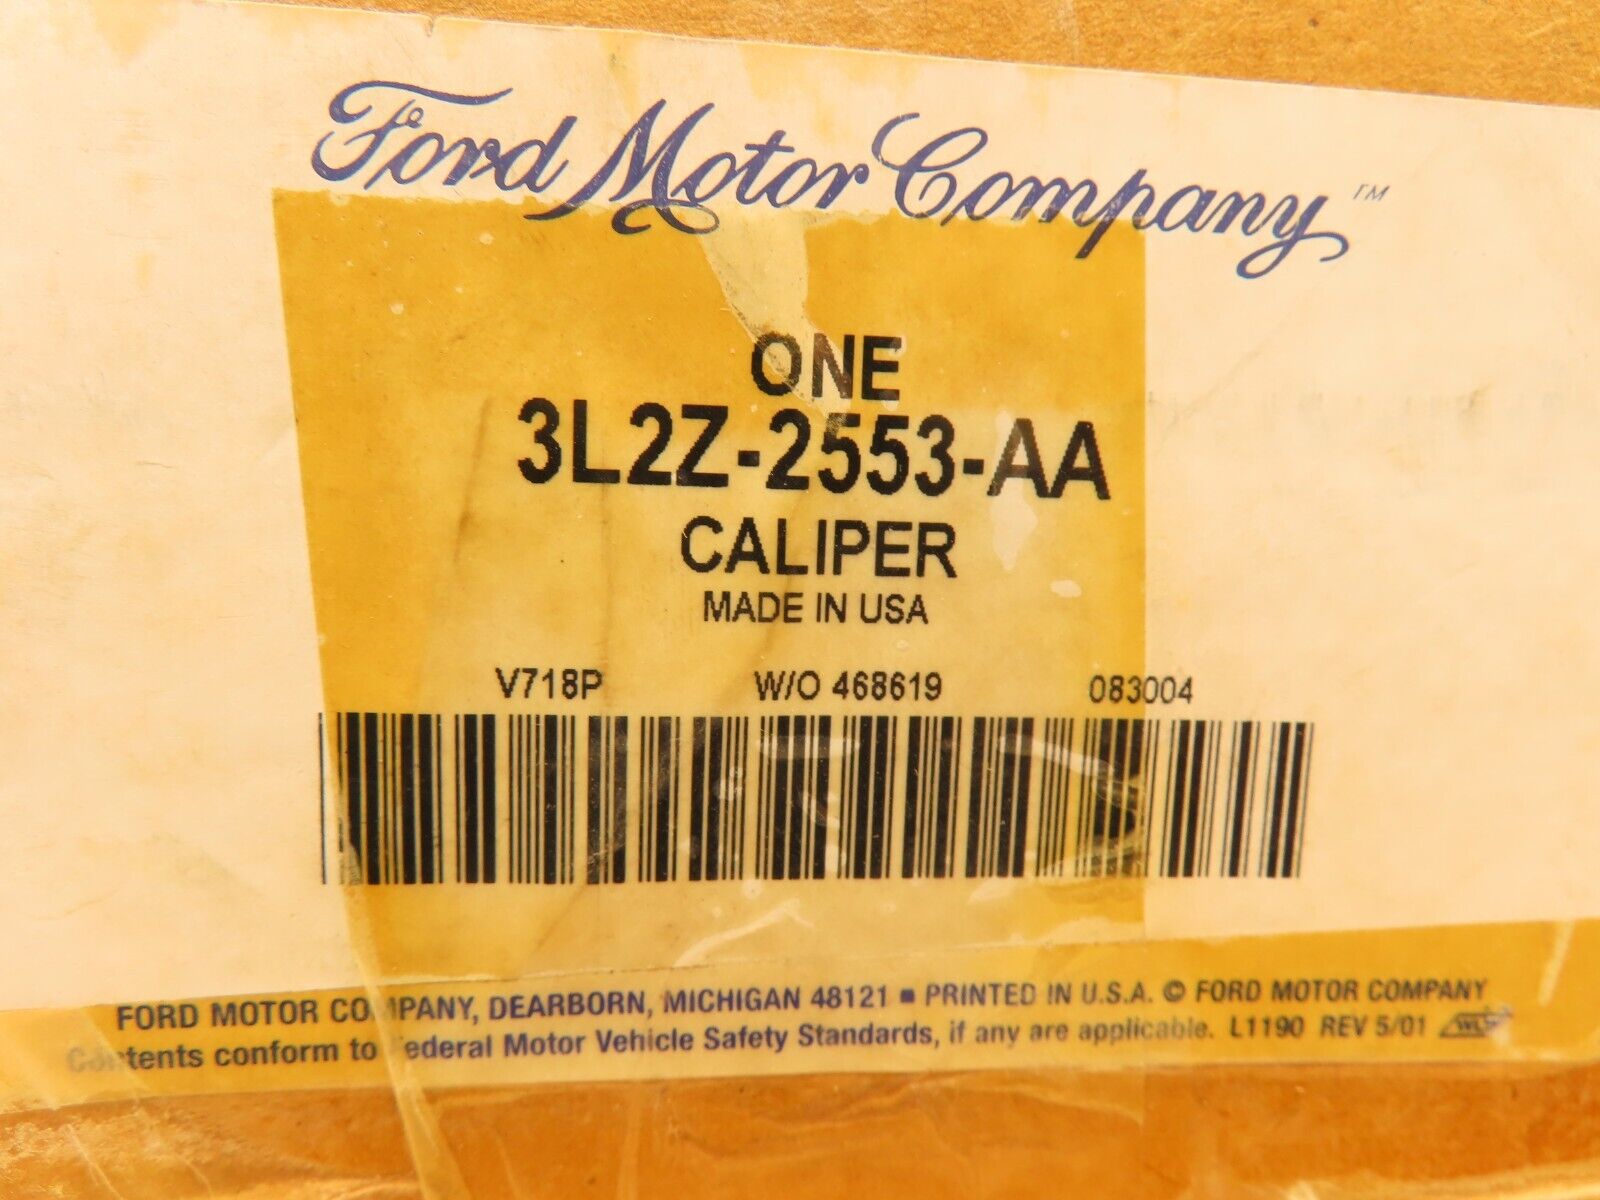 Ford Motor Company™
ONE
3L2Z-2553-AA
CALIPER
MADE IN USA
V718P W/O 468619 083004
FORD MOTOR COMPANY, DEARBORN, MICHIGAN 48121 ■ PRINTED IN U.S.A. © FORD MOTOR COMPANY
Contents conform to Federal Motor Vehicle Safety Standards, if any are applicable. L1190 REV 5/01